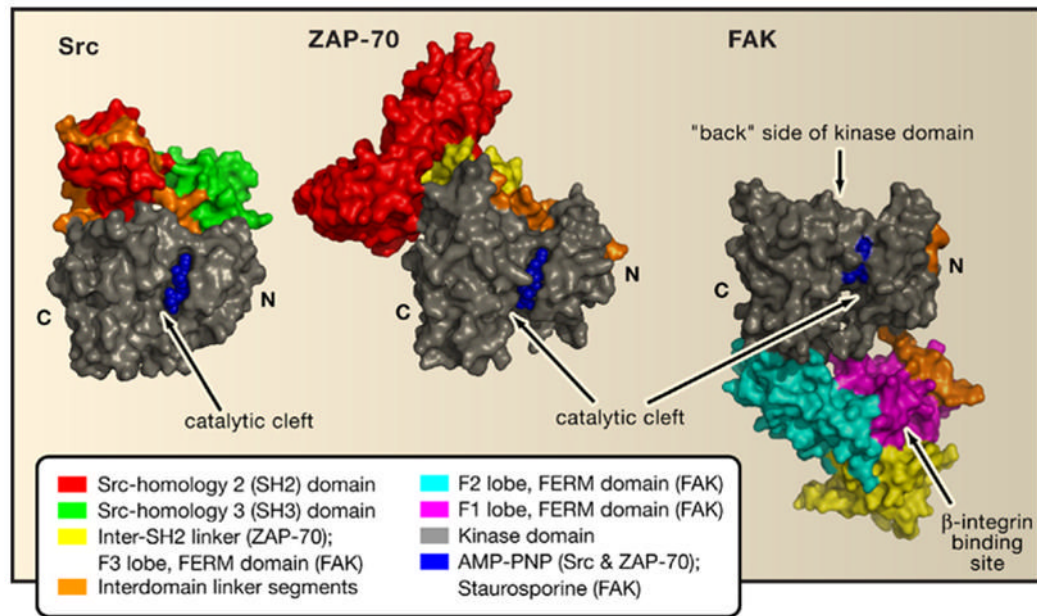 Src
ZAP-70
FAK
"back" side of kinase domain
C
N
C
N
C
N
catalytic cleft
catalytic cleft
β-integrin
binding
site
Src-homology 2 (SH2) domain
Src-homology 3 (SH3) domain
Inter-SH2 linker (ZAP-70);
F3 lobe, FERM domain (FAK)
Interdomain linker segments
F2 lobe, FERM domain (FAK)
F1 lobe, FERM domain (FAK)
Kinase domain
AMP-PNP (Src & ZAP-70);
Staurosporine (FAK)